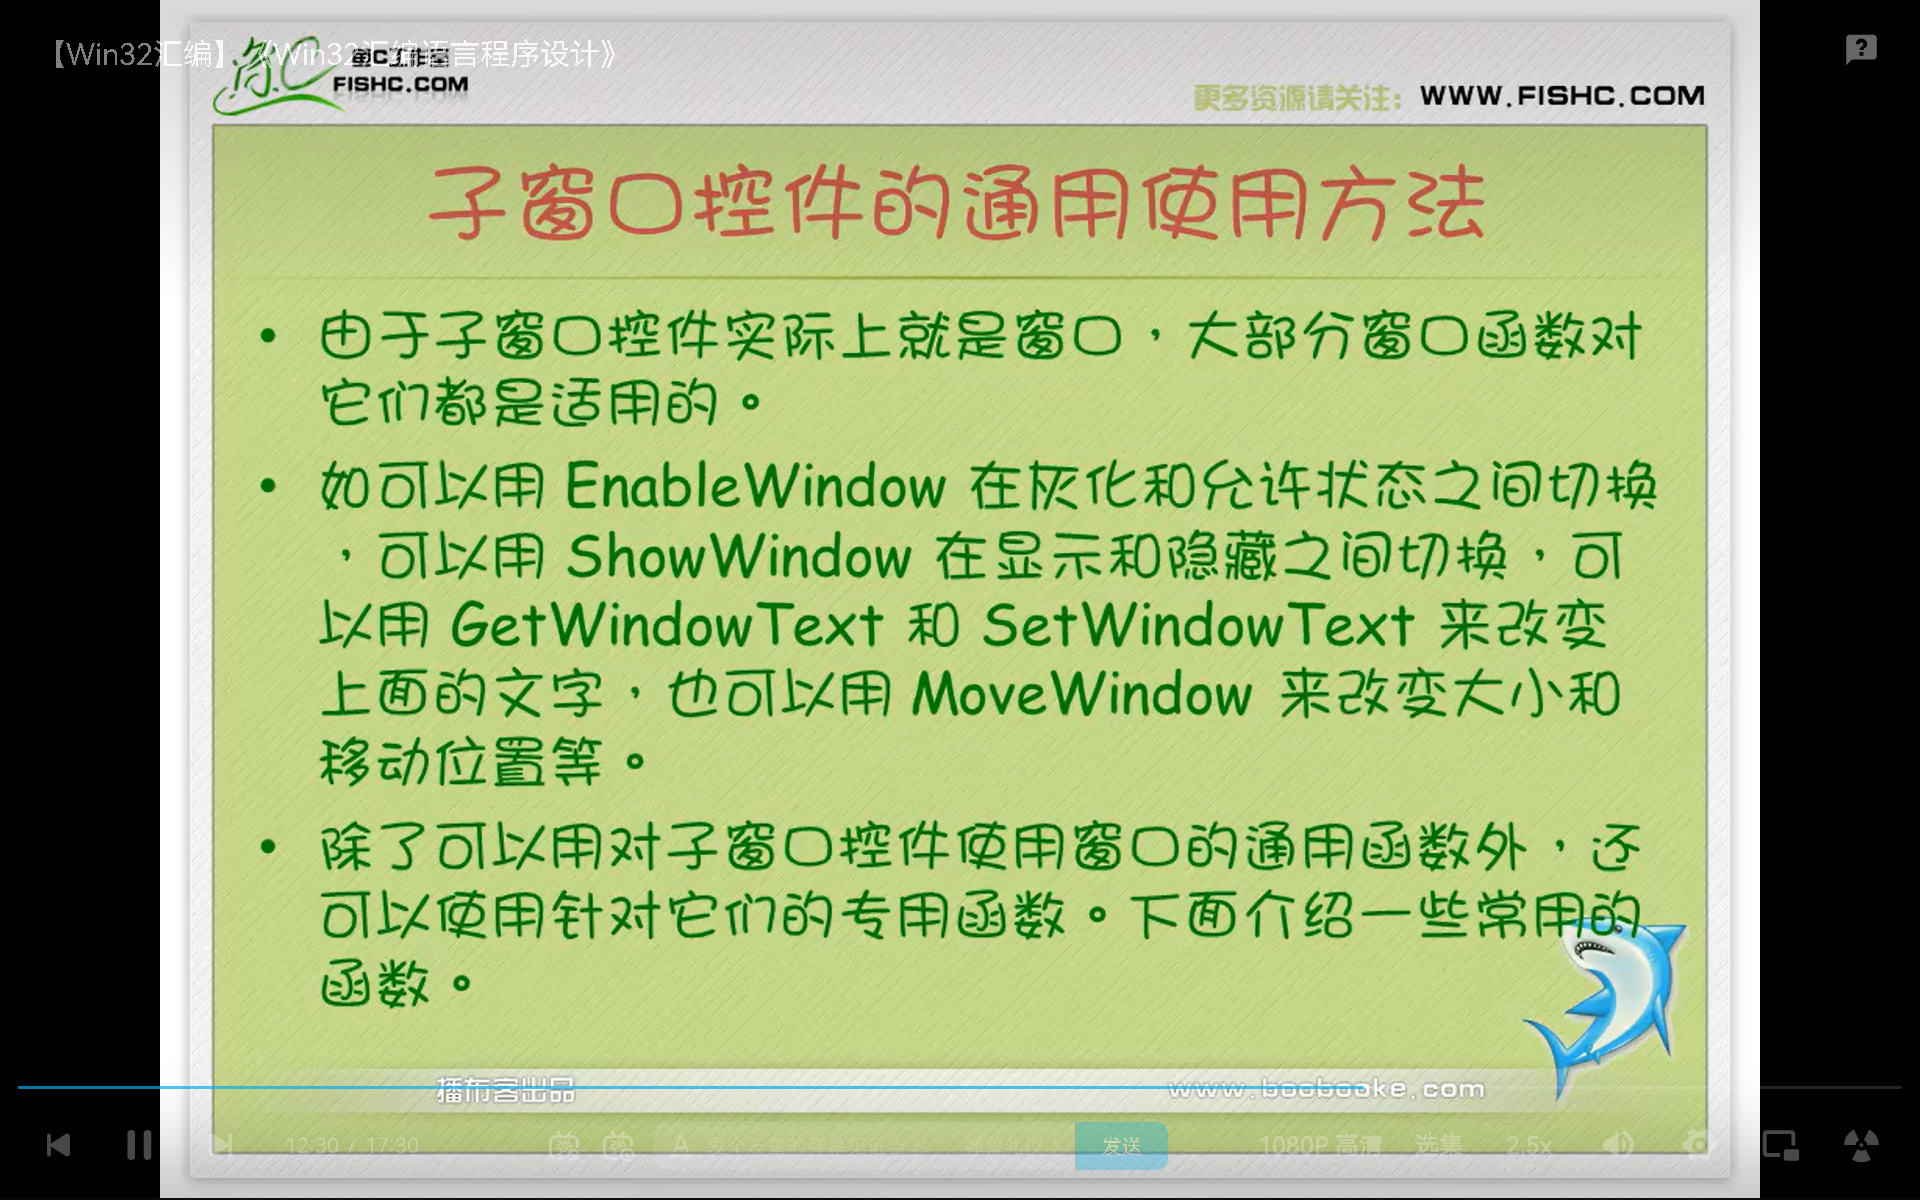 【Win32汇编】《Win32汇编语言程序设计》
FISHC.COM
更多资源请关注： WWW.FISHC.COM
子窗口控件的通用使用方法
• 由于子窗口控件实际上就是窗口，大部分窗口函数对
它们都是适用的。
• 如可以用 EnableWindow 在灰化和允许状态之间切换
，可以用 ShowWindow 在显示和隐藏之间切换，可
以用 GetWindowText 和 SetWindowText 来改变
上面的文字，也可以用 MoveWindow 来改变大小和
移动位置等。
• 除了可以用对子窗口控件使用窗口的通用函数外，还
可以使用针对它们的专用函数。下面介绍一些常用的
函数。
播布客出品 www.boobooke.com
12:30 / 17:30 发送 1080P 高清 选集 2.5x